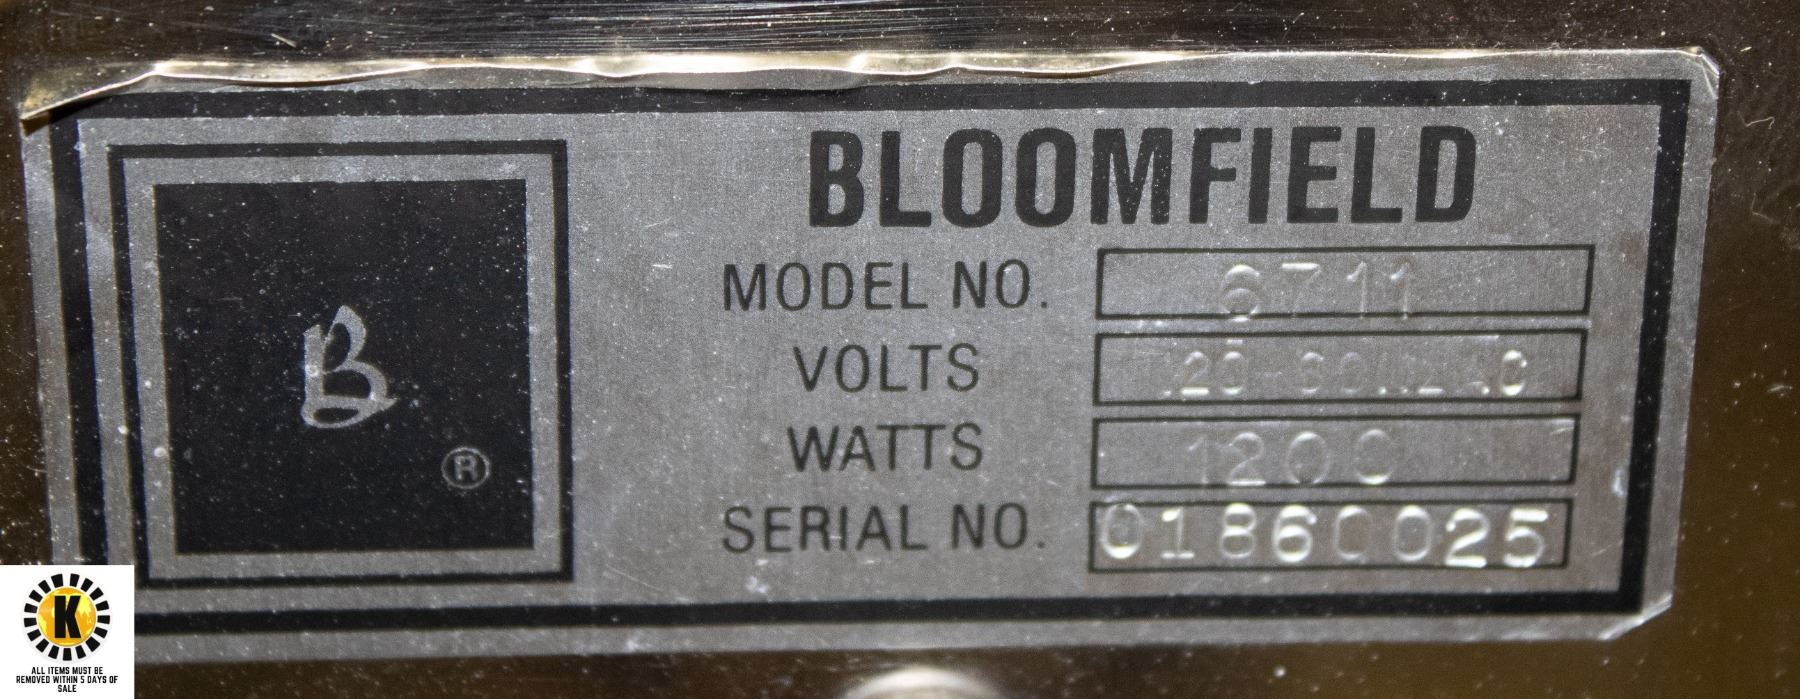 BLOOMFIELD
MODEL NO. 6711
VOLTS
WATTS 1200
SERIAL NO. 01860025
B
®
K
ALL ITEMS MUST BE
REMOVED WITHIN 5 DAYS OF
SALE